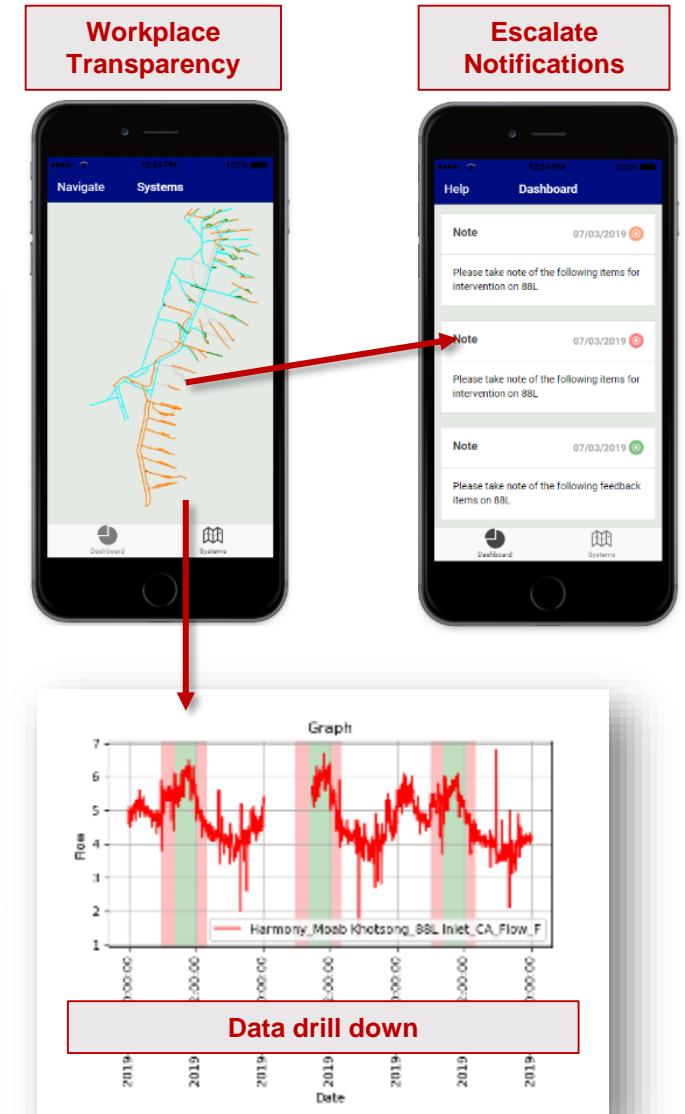 Workplace
Transparency
Escalate
Notifications
12:34 PM
100%
Navigate
Systems
Dashboard
Systems
12:34 PM
100%
Help
Dashboard
Note
07/03/2019
Please take note of the following items for
intervention on 88L
Note
07/03/2019
Please take note of the following items for
intervention on 88L
Note
07/03/2019
Please take note of the following feedback
items on 88L
Dashboard
Systems
Graph
7
6
5
4
3
2
1
Flow
Harmony_Moab Khotsong_88L Inlet_CA_Flow_F
Data drill down
2019
2019
2019
2019
2019
2019
2019
Date